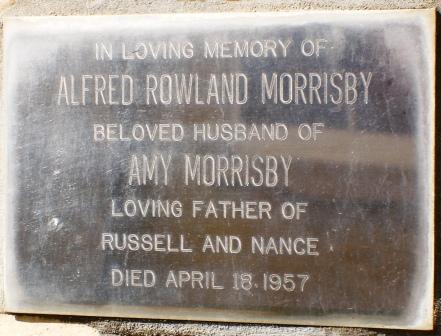 IN LOVING MEMORY OF
ALFRED ROWLAND MORRISBY
BELOVED HUSBAND OF
AMY MORRISBY
LOVING FATHER OF
RUSSELL AND NANCE
DIED APRIL 18. 1957